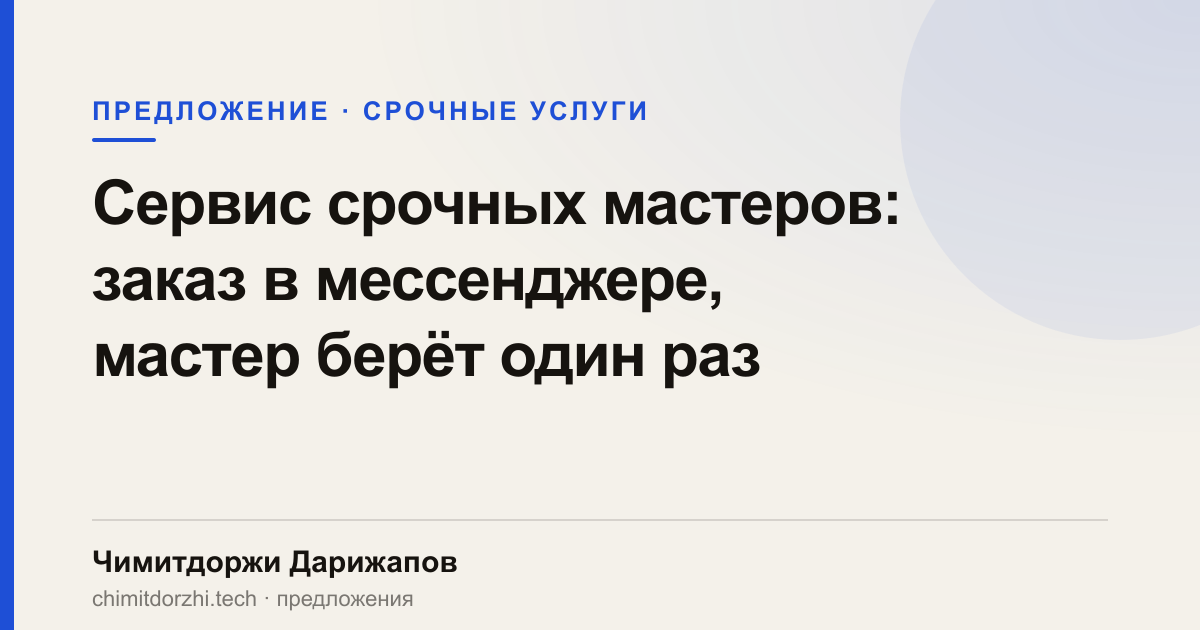 ПРЕДЛОЖЕНИЕ · СРОЧНЫЕ УСЛУГИ
Сервис срочных мастеров:
заказ в мессенджере,
мастер берёт один раз
Чимитдоржи Дарижапов
chimitdorzhi.tech · предложения